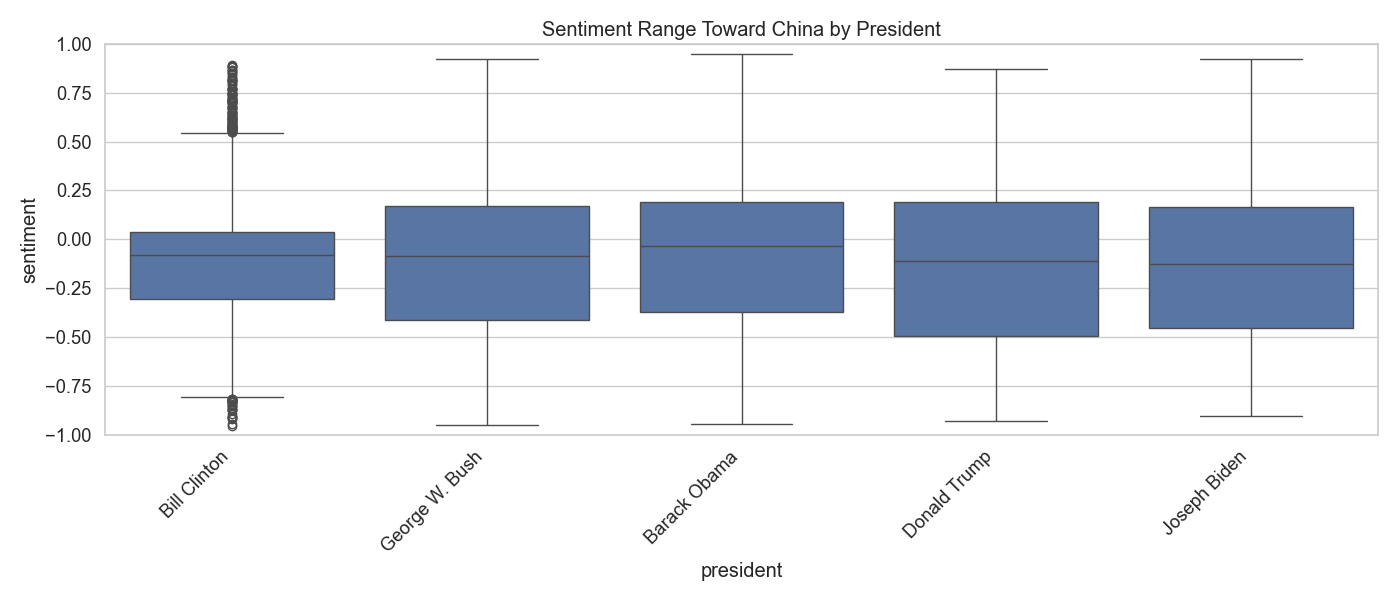 Sentiment Range Toward China by President
sentiment
1.00
0.75
0.50
0.25
0.00
−0.25
−0.50
−0.75
−1.00
Bill Clinton
George W. Bush
Barack Obama
Donald Trump
Joseph Biden
president